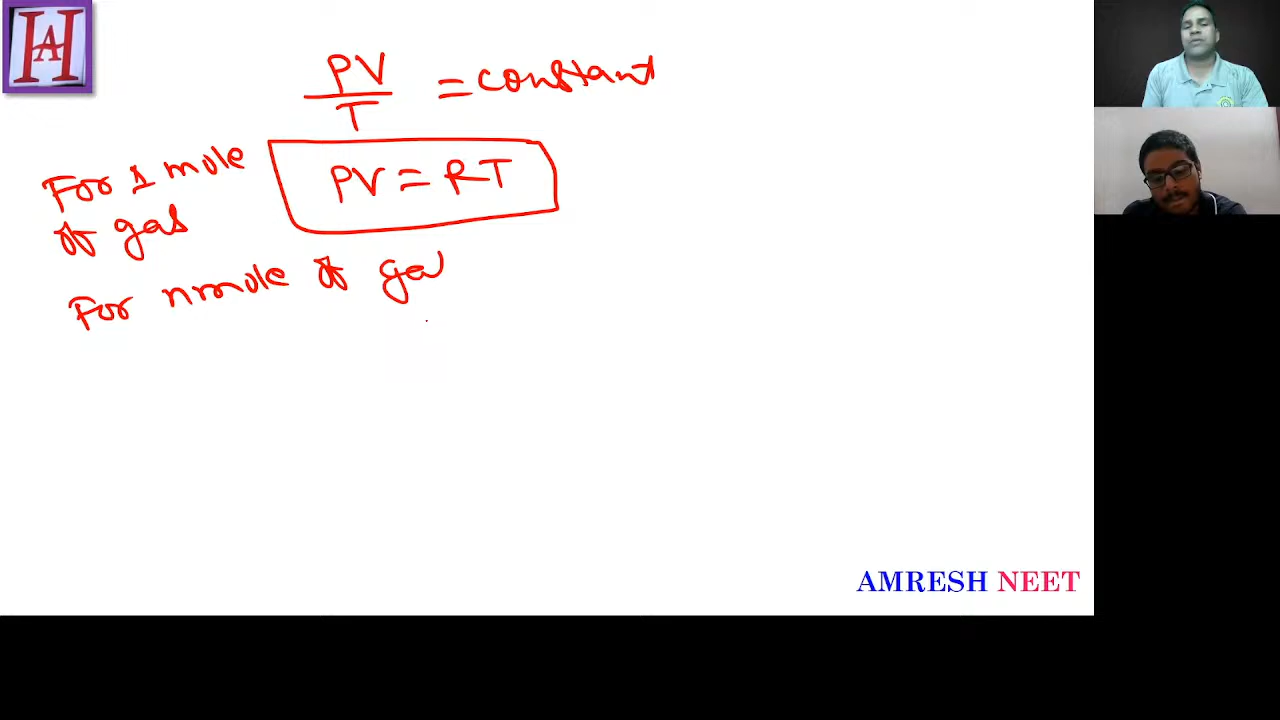 HA
PV
T
= constant
For 1 mole
of gas
PV = RT
For n mole of gas
AMRESH NEET